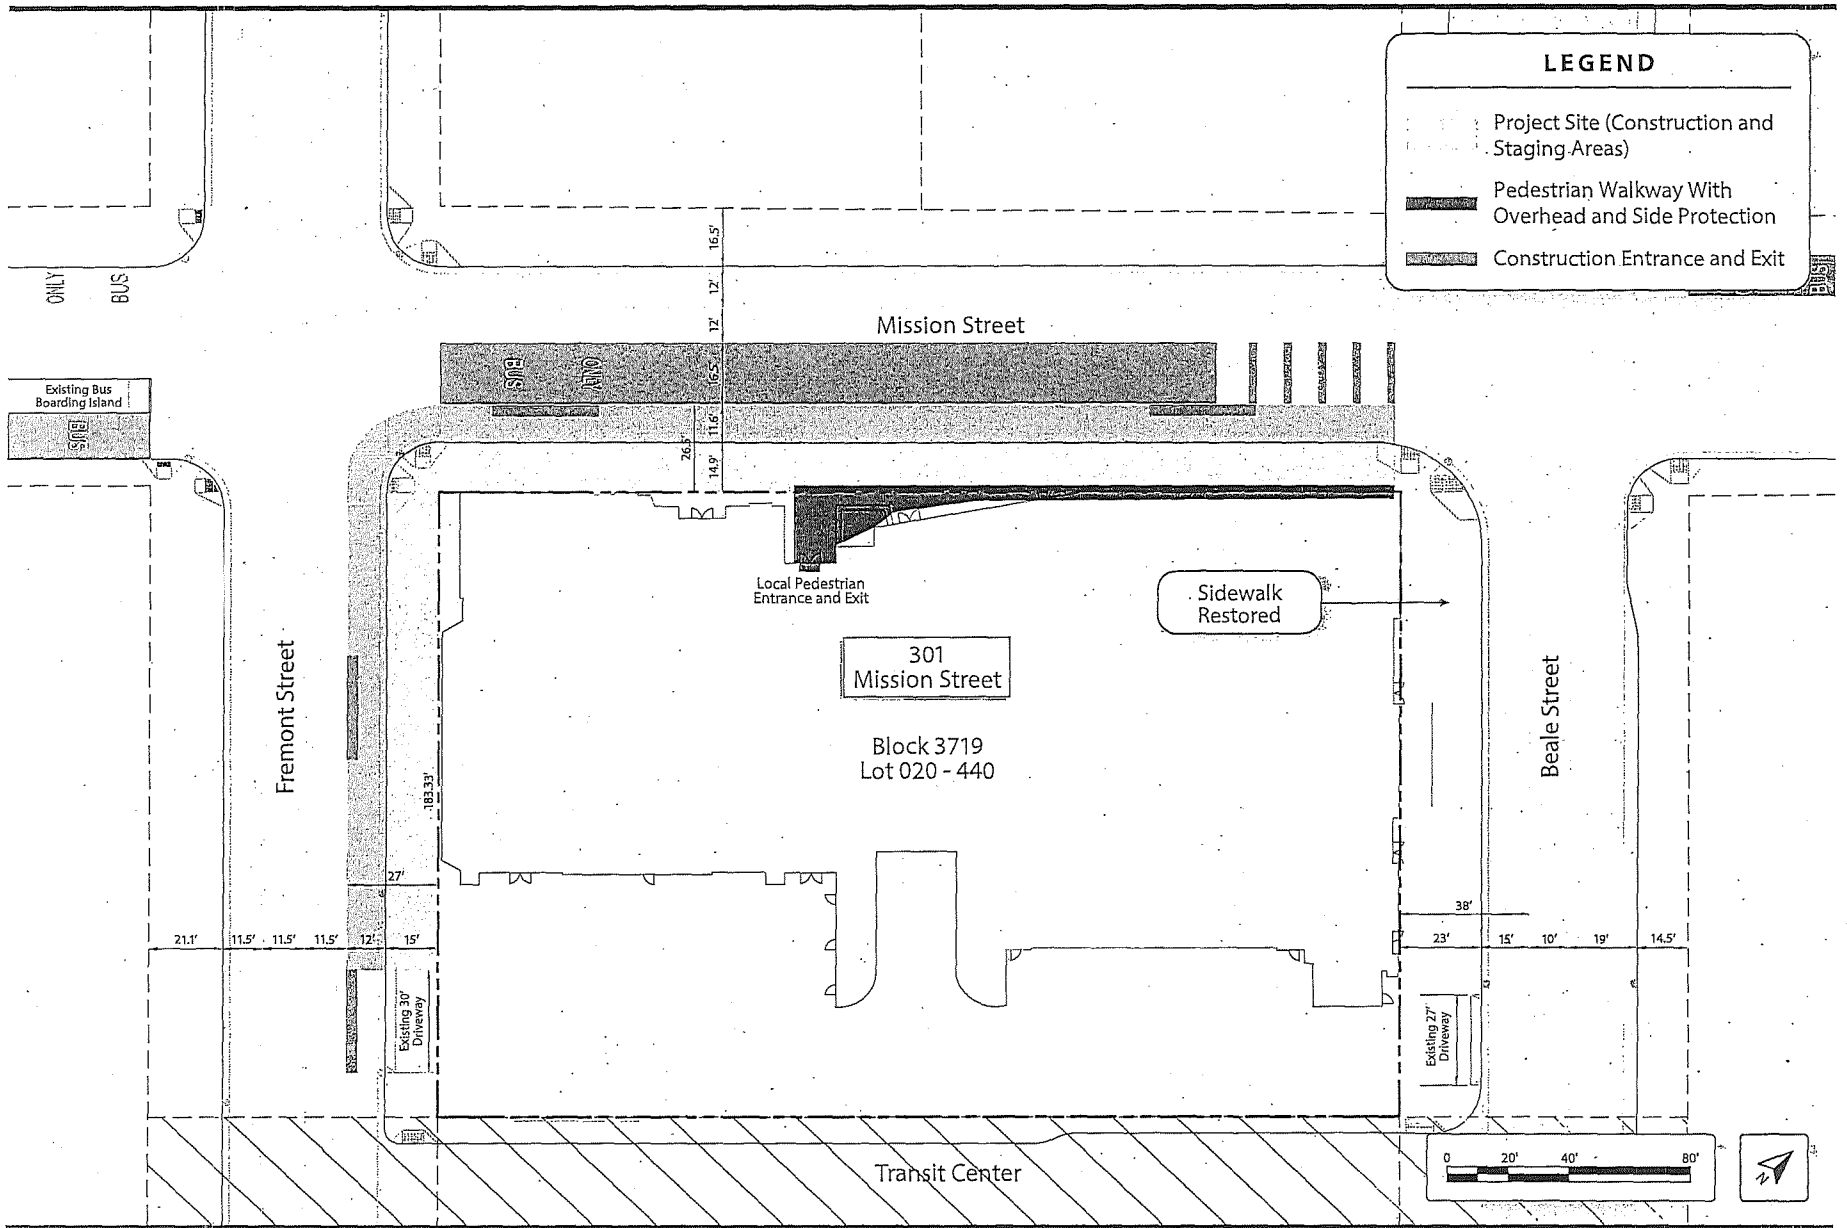 LEGEND
Project Site (Construction and
Staging Areas)
Pedestrian Walkway With
Overhead and Side Protection
Construction Entrance and Exit
ONLY
BUS
16.5'
12'
12'
Mission Street
BUS
ONLY
16.5'
Existing Bus
Boarding Island
BUS
BUS
11.6'
26.5'
14.9'
Local Pedestrian
Entrance and Exit
Sidewalk
Restored
301
Mission Street
Fremont Street
Beale Street
Block 3719
Lot 020 - 440
183.33'
27'
38'
21.1'
11.5'
11.5'
11.5'
12'
15'
23'
15'
10'
19'
14.5'
Existing 30'
Driveway
Existing 27'
Driveway
Transit Center
0
20'
40'
80'
N